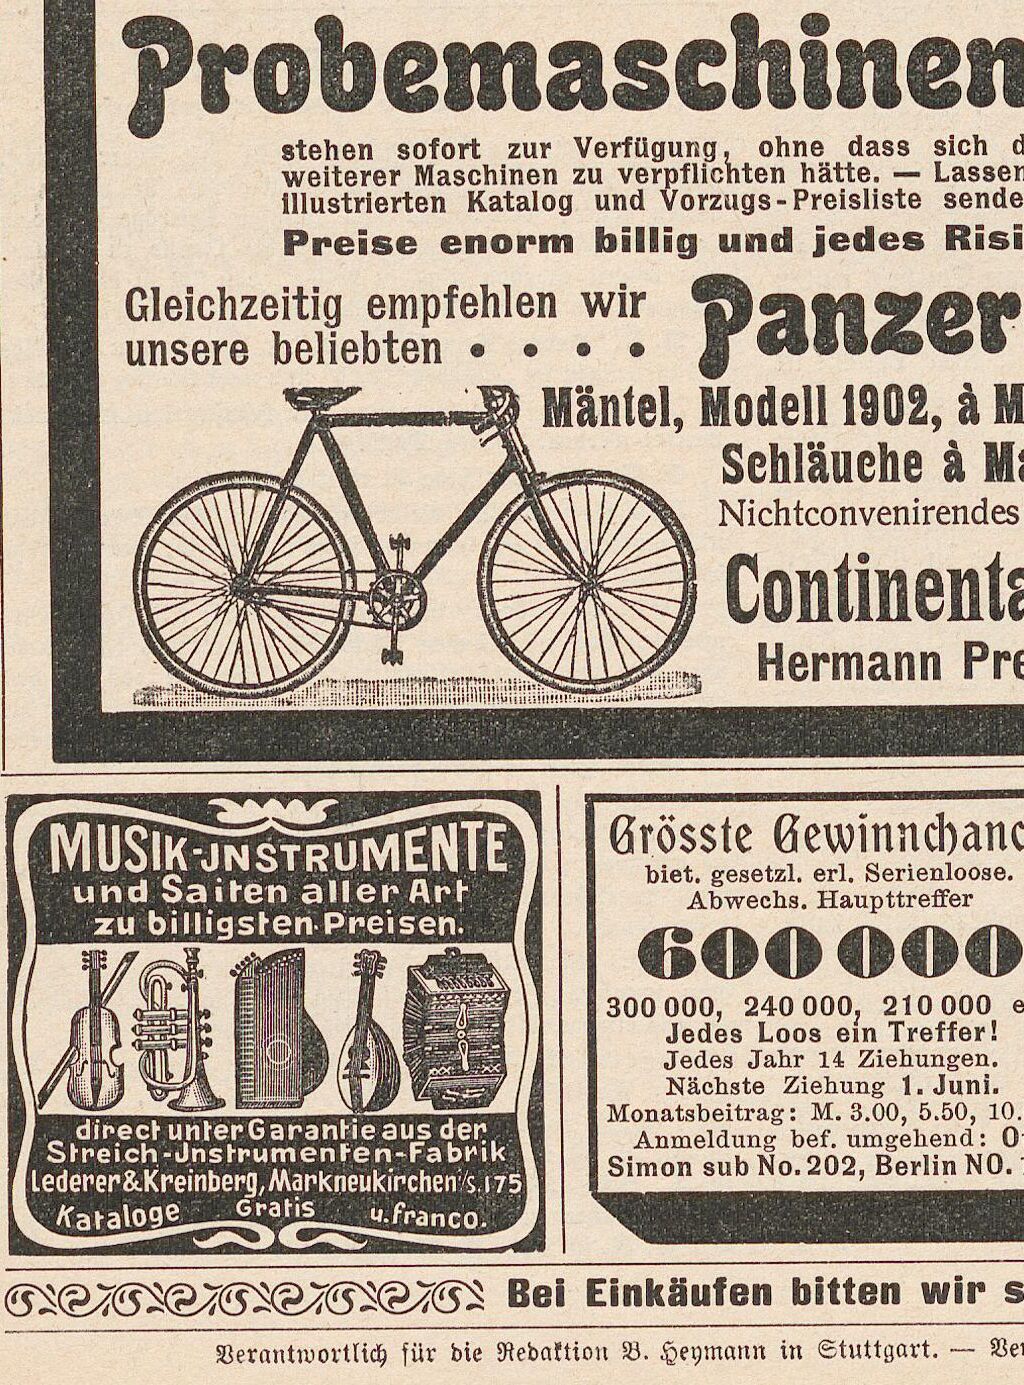 Probemaschinen
stehen sofort zur Verfügung, ohne dass sich d
weiterer Maschinen zu verpflichten hätte. — Lassen
Illustrierten Katalog und Vorzugs-Preisliste sende
Preise enorm billig und jedes Risi
Gleichzeitig empfehlen wir
unsere beliebten . . . .
Panzer
Mäntel, Modell 1902, à M
Schläuche à Ma
Nichtconvenirendes
Continenta
Hermann Pre
MUSIK-JNSTRUMENTE
und Saiten aller Art
zu billigsten Preisen.
direct unter Garantie aus der
Streich-Jnstrumenten-Fabrik
Lederer & Kreinberg, Markneukirchen i/s. 175
Kataloge Gratis u. franco.
Grösste Gewinnchanc
biet. gesetzl. erl. Serienloose.
Abwechs. Haupttreffer
600 000
300 000, 240 000, 210 000 e
Jedes Loos ein Treffer!
Jedes Jahr 14 Ziehungen.
Nächste Ziehung 1. Juni.
Monatsbeitrag: M. 3.00, 5.50, 10.
Anmeldung bef. umgehend: O
Simon sub No. 202, Berlin NO.
Bei Einkäufen bitten wir s
Verantwortlich für die Redaktion B. Heymann in Stuttgart. — Ver